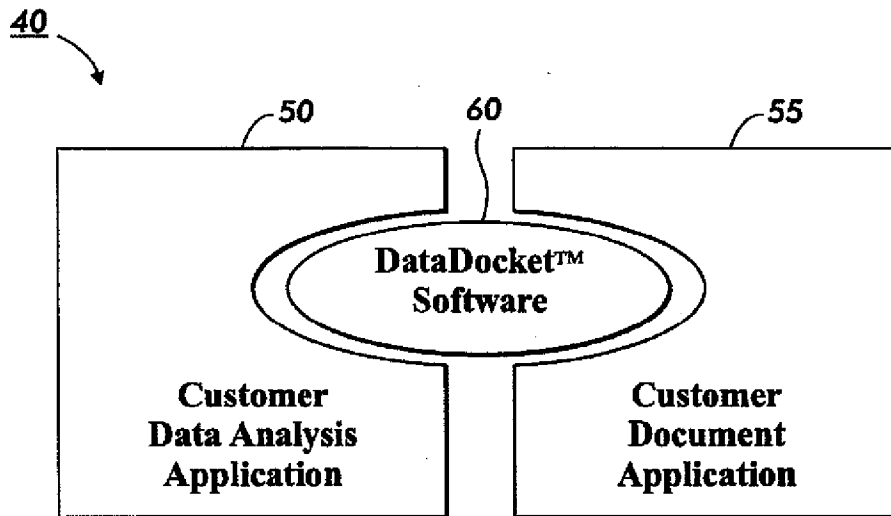 40
50
60
55
DataDocket™
Software
Customer
Data Analysis
Application
Customer
Document
Application